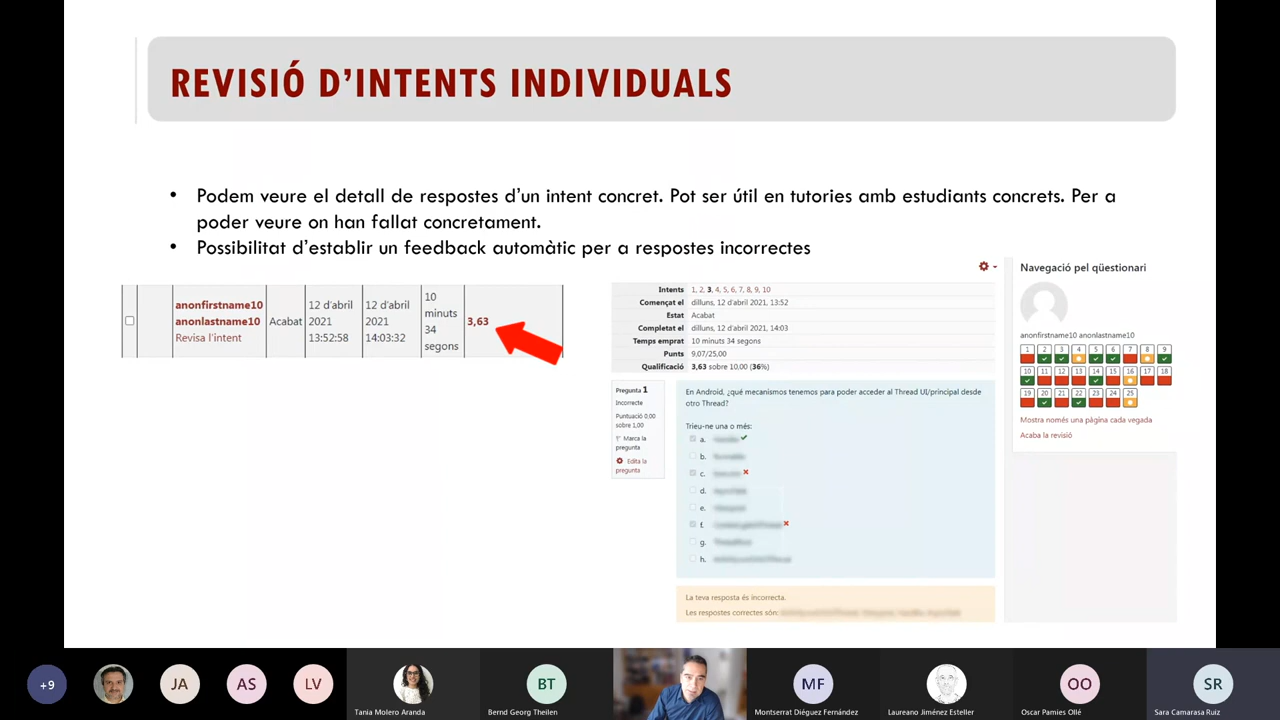 REVISIÓ D'INTENTS INDIVIDUALS
• Podem veure el detall de respostes d'un intent concret. Pot ser útil en tutories amb estudiants concrets. Per a
poder veure on han fallat concretament.
• Possibilitat d'establir un feedback automàtic per a respostes incorrectes
anonfirstname10
anonlastname10
Revisa l'intent
Acabat
12 d'abril
2021
13:52:58
12 d'abril
2021
14:03:32
10
minuts
34
segons
3,63
Intents 1, 2, 3, 4, 5, 6, 7, 8, 9, 10
Començat el dilluns, 12 d'abril 2021, 13:52
Estat Acabat
Completat el dilluns, 12 d'abril 2021, 14:03
Temps emprat 10 minuts 34 segons
Punts 9,07/25,00
Qualificació 3,63 sobre 10,00 (36%)
Pregunta 1
Incorrecte
Puntuació 0,00
sobre 1,00
Marca la
pregunta
Edita la
pregunta
En Android, ¿qué mecanismos tenemos para poder acceder al Thread UI/principal desde
otro Thread?
Trieu-ne una o més:
a.
b.
c.
d.
e.
f.
g.
h.
La teva resposta és incorrecta.
Les respostes correctes són:
Navegació pel qüestionari
anonfirstname10 anonlastname10
1 2 3 4 5 6 7 8 9
10 11 12 13 14 15 16 17 18
19 20 21 22 23 24 25
Mostra només una pàgina cada vegada
Acaba la revisió
+9
JA
AS
LV
Tania Molero Aranda
BT
Bernd Georg Theilen
MF
Montserrat Diéguez Fernández
Laureano Jiménez Esteller
OO
Oscar Pamies Ollé
SR
Sara Camarasa Ruiz